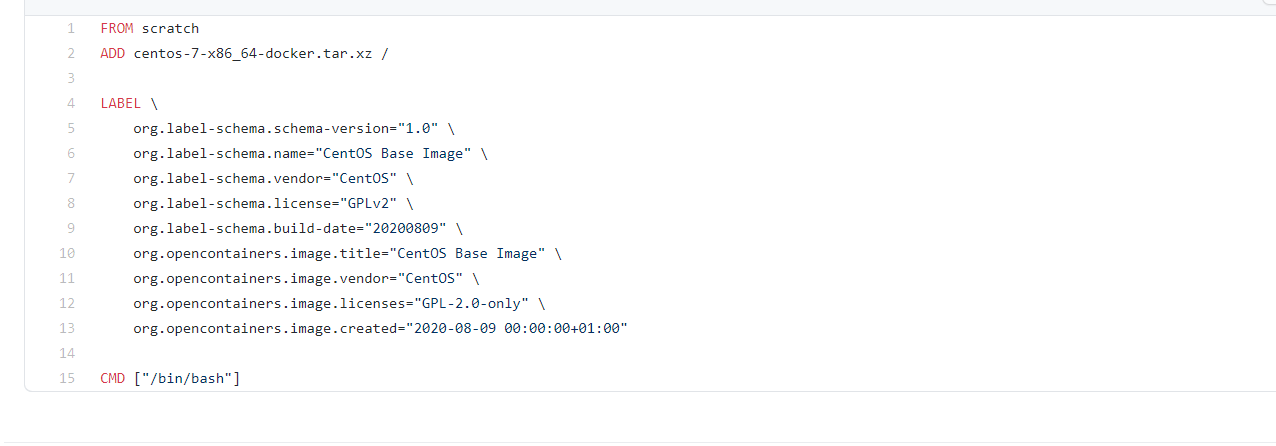 1 FROM scratch
2 ADD centos-7-x86_64-docker.tar.xz /
3
4 LABEL \
5 org.label-schema.schema-version="1.0" \
6 org.label-schema.name="CentOS Base Image" \
7 org.label-schema.vendor="CentOS" \
8 org.label-schema.license="GPLv2" \
9 org.label-schema.build-date="20200809" \
10 org.opencontainers.image.title="CentOS Base Image" \
11 org.opencontainers.image.vendor="CentOS" \
12 org.opencontainers.image.licenses="GPL-2.0-only" \
13 org.opencontainers.image.created="2020-08-09 00:00:00+01:00"
14
15 CMD ["/bin/bash"]